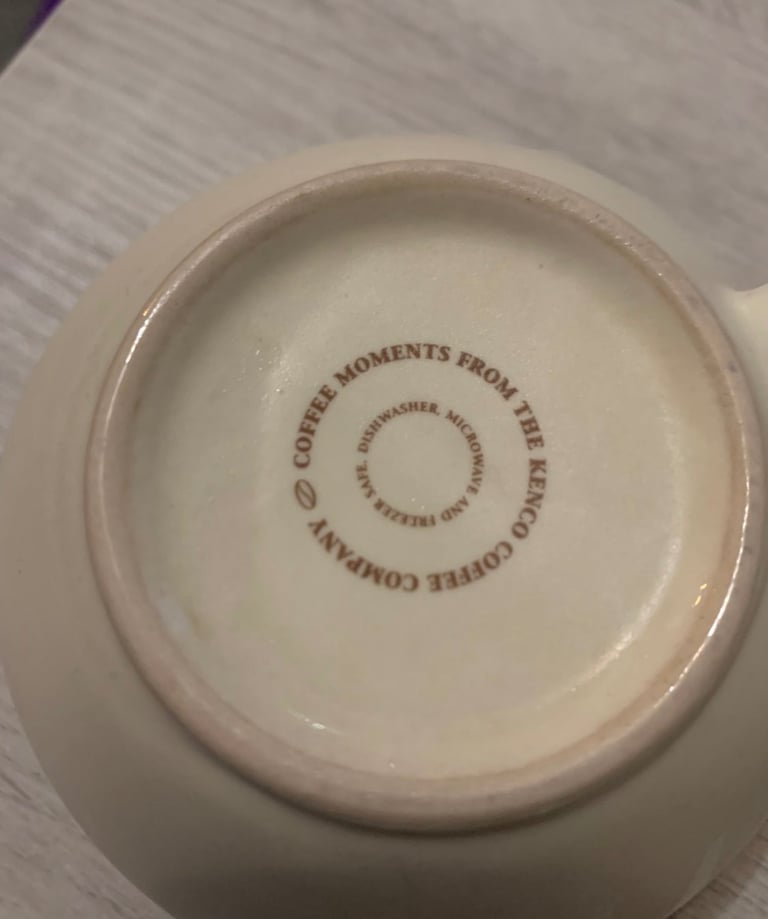 COFFEE MOMENTS FROM THE KENCO COFFEE COMPANY
DISHWASHER, MICROWAVE AND FREEZER SAFE.